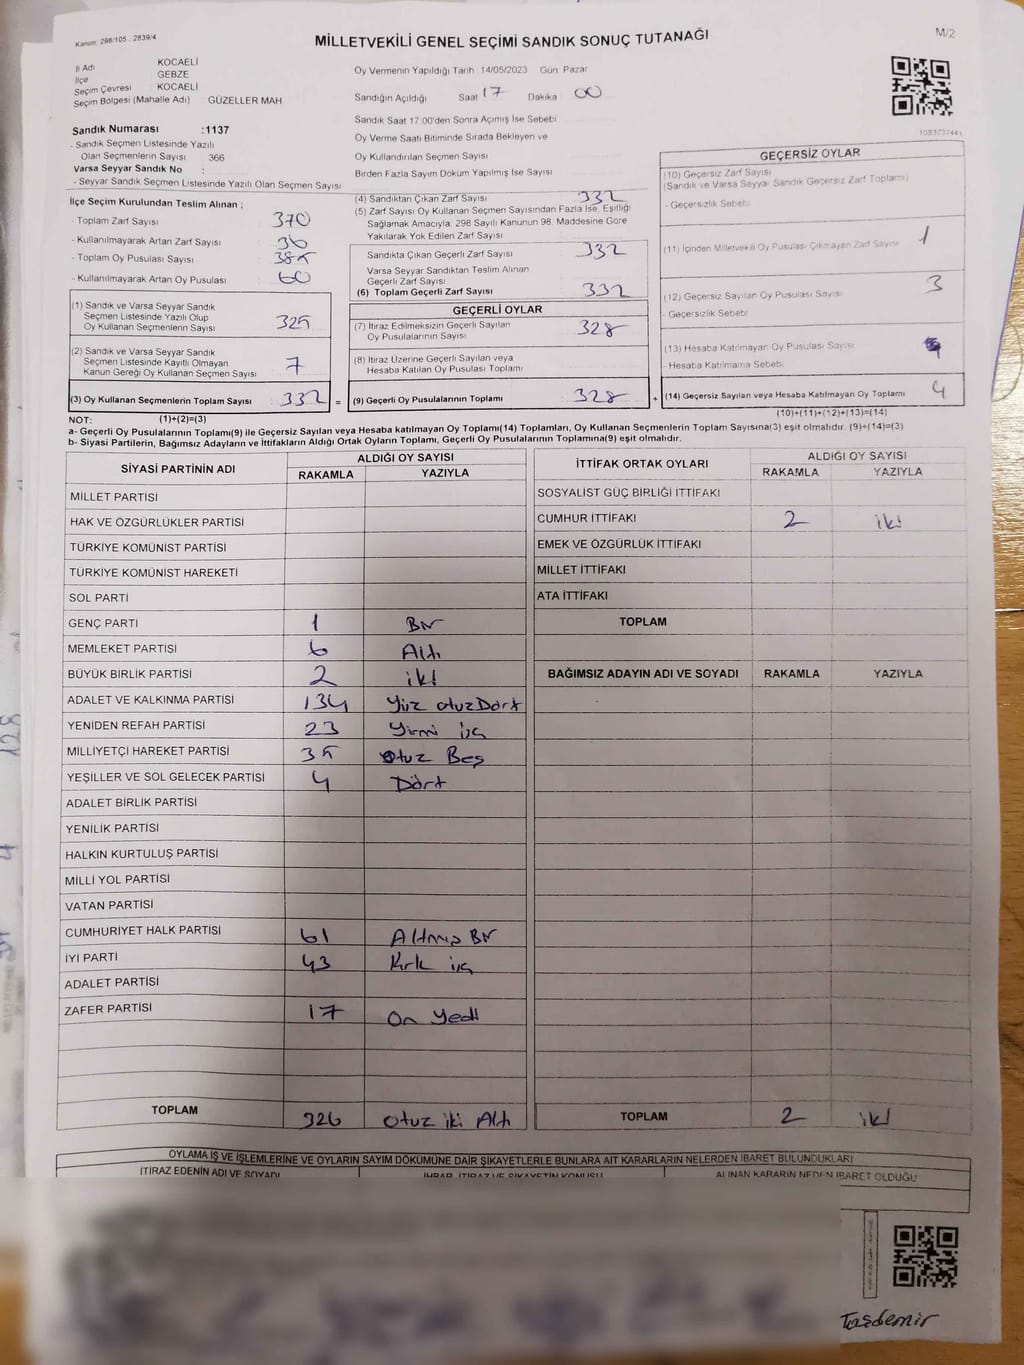 Kanun: 298/105 , 2839/4
MİLLETVEKİLİ GENEL SEÇİMİ SANDIK SONUÇ TUTANAĞI
M/2
İl Adı KOCAELİ
İlçe GEBZE
Seçim Çevresi KOCAELİ
Seçim Bölgesi (Mahalle Adı) GÜZELLER MAH
Sandık Numarası :1137
- Sandık Seçmen Listesinde Yazılı
Olan Seçmenlerin Sayısı 366
Varsa Seyyar Sandık No :
- Seyyar Sandık Seçmen Listesinde Yazılı Olan Seçmen Sayısı
Oy Vermenin Yapıldığı Tarih 14/05/2023 Gün: Pazar
Sandığın Açıldığı Saat 17 Dakika 00
Sandık Saat 17 00'den Sonra Açımış İse Sebebi
Oy Verme Saati Bitiminde Sırada Bekleyen ve
Oy Kullandırılan Seçmen Sayısı
Birden Fazla Sayım Döküm Yapılmış İse Sayısı
İlçe Seçim Kurulundan Teslim Alınan ;
- Toplam Zarf Sayısı 370
- Kullanılmayarak Artan Zarf Sayısı 36
- Toplam Oy Pusulası Sayısı 385
- Kullanılmayarak Artan Oy Pusulası 60
(1) Sandık ve Varsa Seyyar Sandık
Seçmen Listesinde Yazılı Olup
Oy Kullanan Seçmenlerin Sayısı 325
(2) Sandık ve Varsa Seyyar Sandık
Seçmen Listesinde Kayıtlı Olmayan
Kanun Gereği Oy Kullanan Seçmen Sayısı 7
(3) Oy Kullanan Seçmenlerin Toplam Sayısı 332 =
(4) Sandıktan Çıkan Zarf Sayısı 332
(5) Zarf Sayısı Oy Kullanan Seçmen Sayısından Fazla İse, Eşitliği
Sağlamak Amacıyla, 298 Sayılı Kanunun 98. Maddesine Göre
Yakılarak Yok Edilen Zarf Sayısı
Sandıkta Çıkan Geçerli Zarf Sayısı 332
Varsa Seyyar Sandıktan Teslim Alınan
Geçerli Zarf Sayısı
(6) Toplam Geçerli Zarf Sayısı 332
GEÇERLİ OYLAR
(7) İtiraz Edilmeksizin Geçerli Sayılan
Oy Pusulalarının Sayısı 328
(8) İtiraz Üzerine Geçerli Sayılan veya
Hesaba Katılan Oy Pusulası Toplamı
(9) Geçerli Oy Pusulalarının Toplamı 328 +
108373744
GEÇERSİZ OYLAR
(10) Geçersiz Zarf Sayısı
(Sandık ve Varsa Seyyar Sandık Geçersiz Zarf Toplamı)
- Geçersizlik Sebebi
(11) İçinden Milletvekili Oy Pusulası Çıkmayan Zarf Sayısı 1
(12) Geçersiz Sayılan Oy Pusulası Sayısı 3
- Geçersizlik Sebebi
(13) Hesaba Katılmayan Oy Pusulası Sayısı
- Hesaba Katılmama Sebebi
(14) Geçersiz Sayılan veya Hesaba Katılmayan Oy Toplamı 4
NOT: (1)+(2)=(3)
(10)+(11)+(12)+(13)=(14)
a- Geçerli Oy Pusulalarının Toplamı(9) ile Geçersiz Sayılan veya Hesaba katılmayan Oy Toplamı(14) Toplamları, Oy Kullanan Seçmenlerin Toplam Sayısına(3) eşit olmalıdır. (9)+(14)=(3)
b- Siyasi Partilerin, Bağımsız Adayların ve İttifakların Aldığı Ortak Oyların Toplamı, Geçerli Oy Pusulalarının Toplamına(9) eşit olmalıdır.
SİYASİ PARTİNİN ADI ALDIĞI OY SAYISI
RAKAMLA YAZIYLA
MİLLET PARTİSİ
HAK VE ÖZGÜRLÜKLER PARTİSİ
TÜRKİYE KOMÜNİST PARTİSİ
TÜRKİYE KOMÜNİST HAREKETİ
SOL PARTİ
GENÇ PARTİ 1 Bir
MEMLEKET PARTİSİ 6 Altı
BÜYÜK BİRLİK PARTİSİ 2 iki
ADALET VE KALKINMA PARTİSİ 134 Yüz otuz Dört
YENİDEN REFAH PARTİSİ 23 Yirmi üç
MİLLİYETÇİ HAREKET PARTİSİ 35 Otuz Beş
YEŞİLLER VE SOL GELECEK PARTİSİ 4 Dört
ADALET BİRLİK PARTİSİ
YENİLİK PARTİSİ
HALKIN KURTULUŞ PARTİSİ
MİLLİ YOL PARTİSİ
VATAN PARTİSİ
CUMHURİYET HALK PARTİSİ 61 Altmış Bir
İYİ PARTİ 43 Kırk üç
ADALET PARTİSİ
ZAFER PARTİSİ 17 On Yedi
TOPLAM 326 Otuz iki Altı
İTTİFAK ORTAK OYLARI ALDIĞI OY SAYISI
RAKAMLA YAZIYLA
SOSYALİST GÜÇ BİRLİĞİ İTTİFAKI
CUMHUR İTTİFAKI 2 iki
EMEK VE ÖZGÜRLÜK İTTİFAKI
MİLLET İTTİFAKI
ATA İTTİFAKI
TOPLAM
BAĞIMSIZ ADAYIN ADI VE SOYADI RAKAMLA YAZIYLA
TOPLAM 2 iki
OYLAMA İŞ VE İŞLEMLERİNE VE OYLARIN SAYIM DÖKÜMÜNE DAİR ŞİKAYETLERLE BUNLARA AİT KARARLARIN NELERDEN İBARET BULUNDUKLARI
İTİRAZ EDENİN ADI VE SOYADI İHBAR, İTİRAZ VE ŞİKAYETİN KONUSU ALINAN KARARIN NEDEN İBARET OLDUĞU
Taşdemir